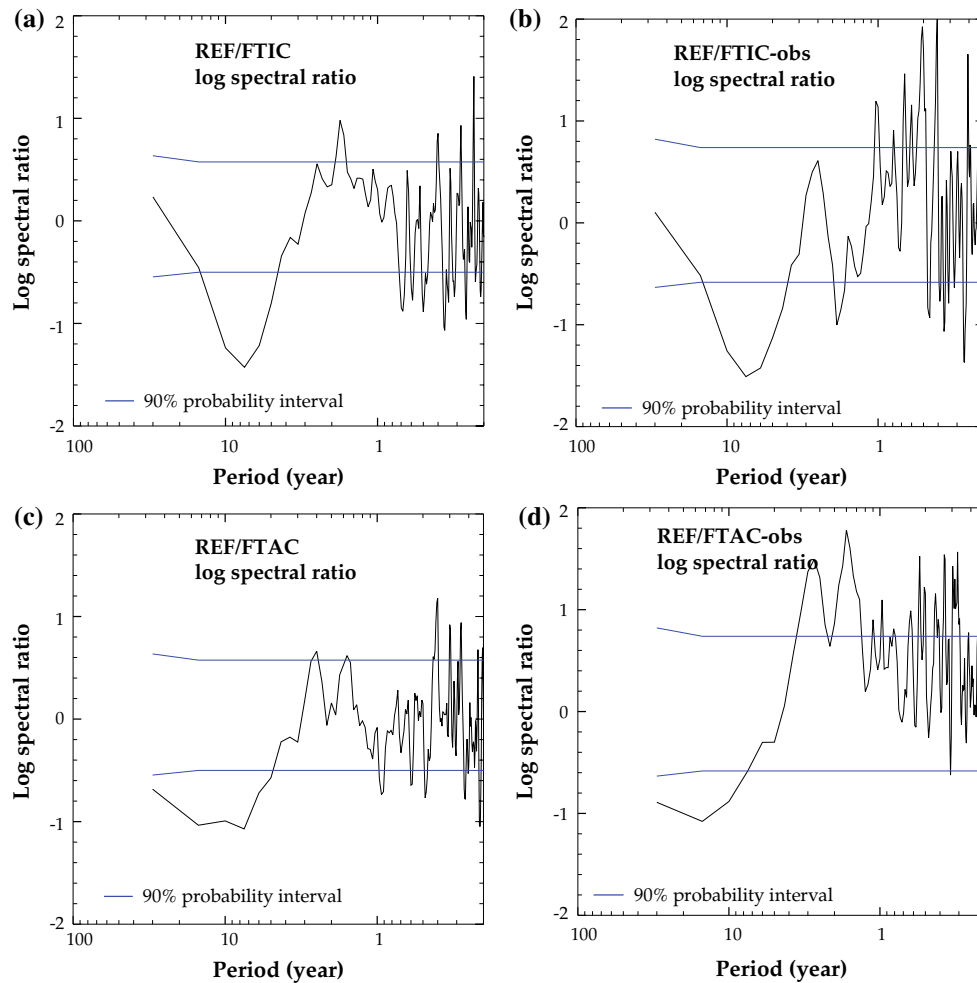 (a)
REF/FTIC
log spectral ratio
Log spectral ratio
2
1
0
-1
-2
90% probability interval
100
10
1
Period (year)
(b)
REF/FTIC-obs
log spectral ratio
Log spectral ratio
2
1
0
-1
-2
90% probability interval
100
10
1
Period (year)
(c)
REF/FTAC
log spectral ratio
Log spectral ratio
2
1
0
-1
-2
90% probability interval
100
10
1
Period (year)
(d)
REF/FTAC-obs
log spectral ratio
Log spectral ratio
2
1
0
-1
-2
90% probability interval
100
10
1
Period (year)